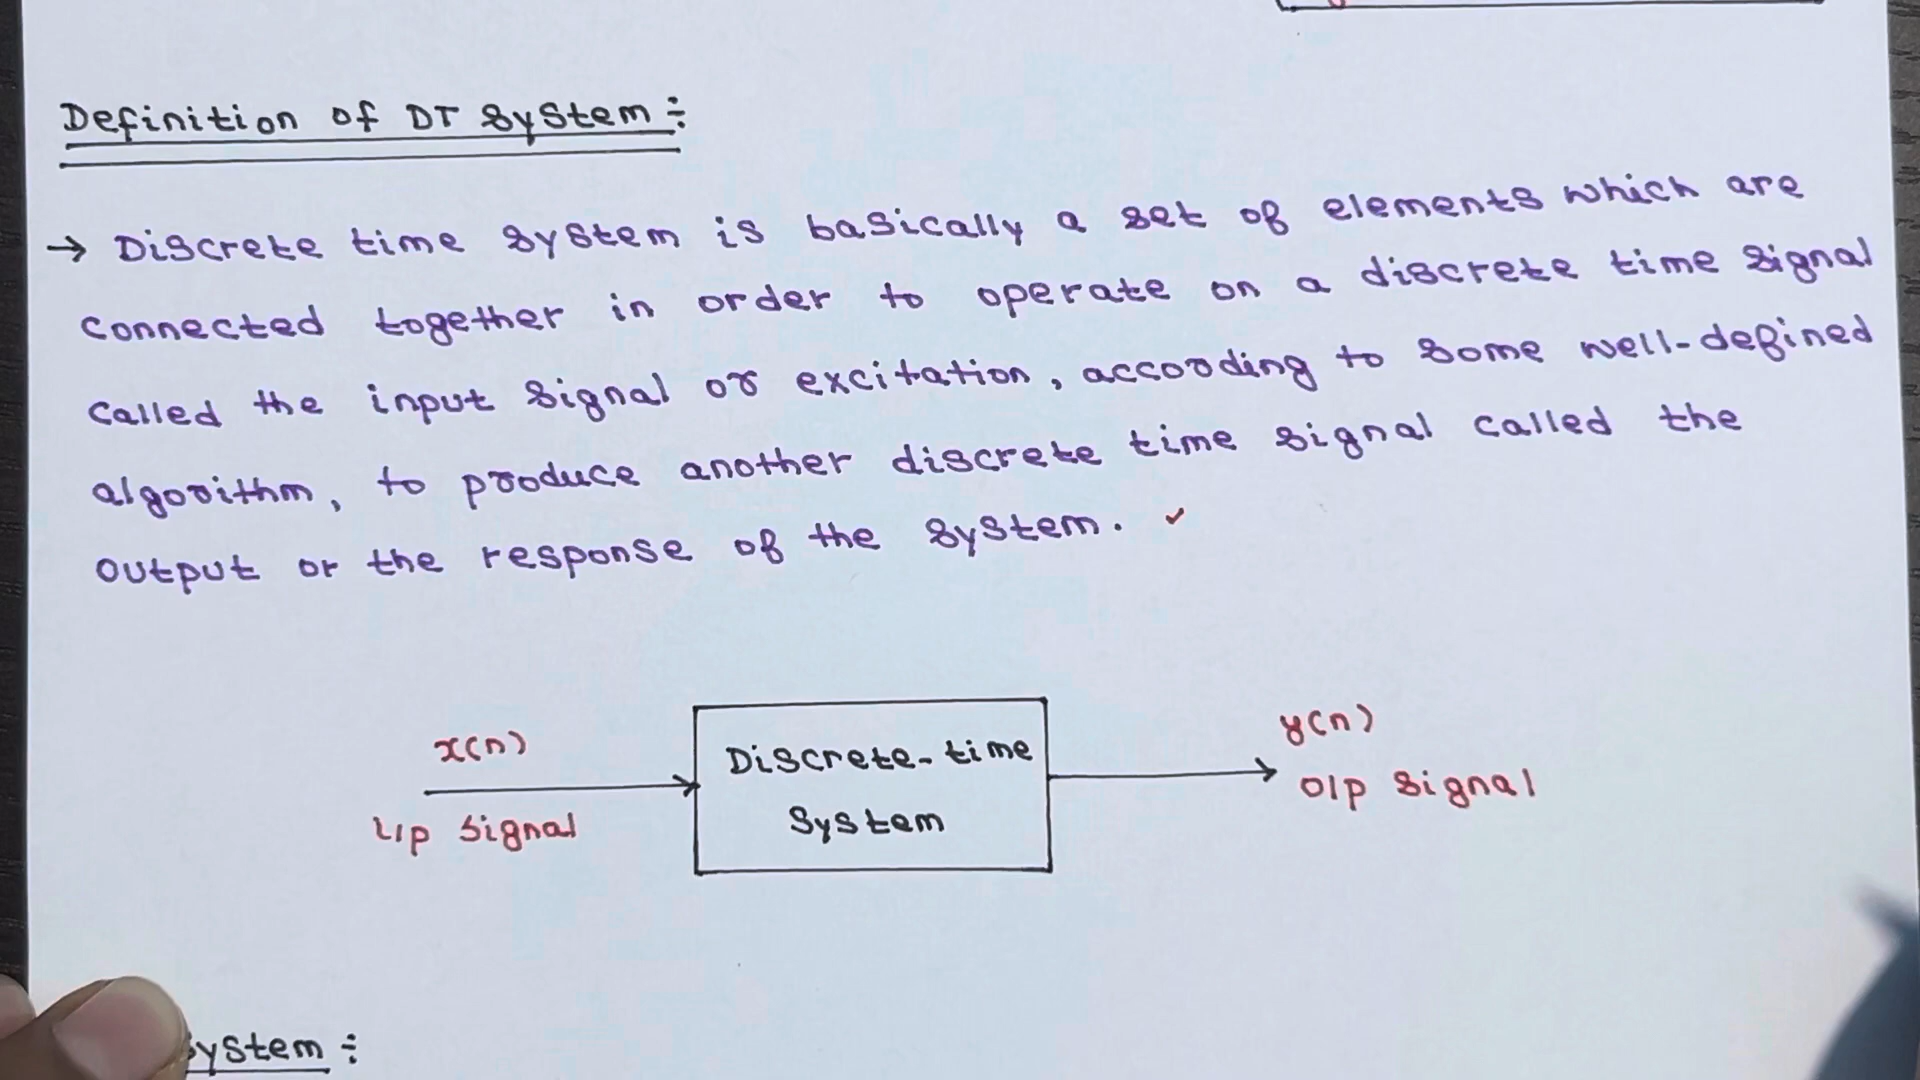 Definition of DT System :
→ Discrete time system is basically a set of elements which are
connected together in order to operate on a discrete time signal
called the input signal or excitation, according to some well-defined
algorithm, to produce another discrete time signal called the
output or the response of the system. ✓
x(n)
i/p signal
Discrete-time
System
y(n)
o/p signal
System :